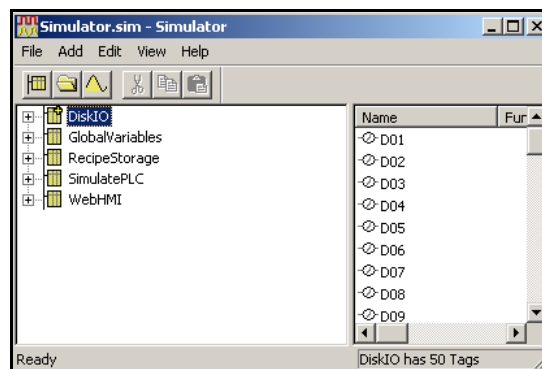 Simulator.sim - Simulator
File Add Edit View Help
DiskIO
GlobalVariables
RecipeStorage
SimulatePLC
WebHMI
Name Fur
D01
D02
D03
D04
D05
D06
D07
D08
D09
Ready
DiskIO has 50 Tags